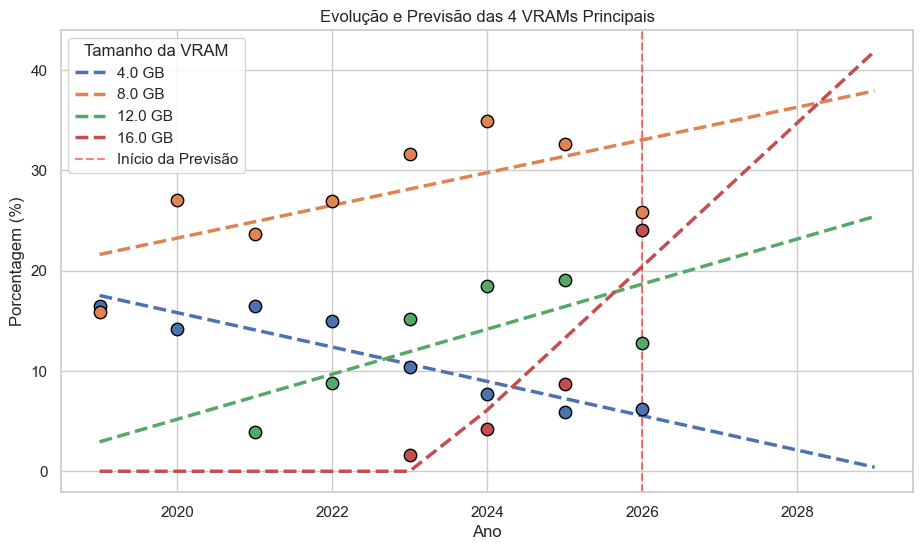 Evolução e Previsão das 4 VRAMs Principais
Tamanho da VRAM
4.0 GB
8.0 GB
12.0 GB
16.0 GB
Início da Previsão
Porcentagem (%)
40
30
20
10
0
2020 2022 2024 2026 2028
Ano